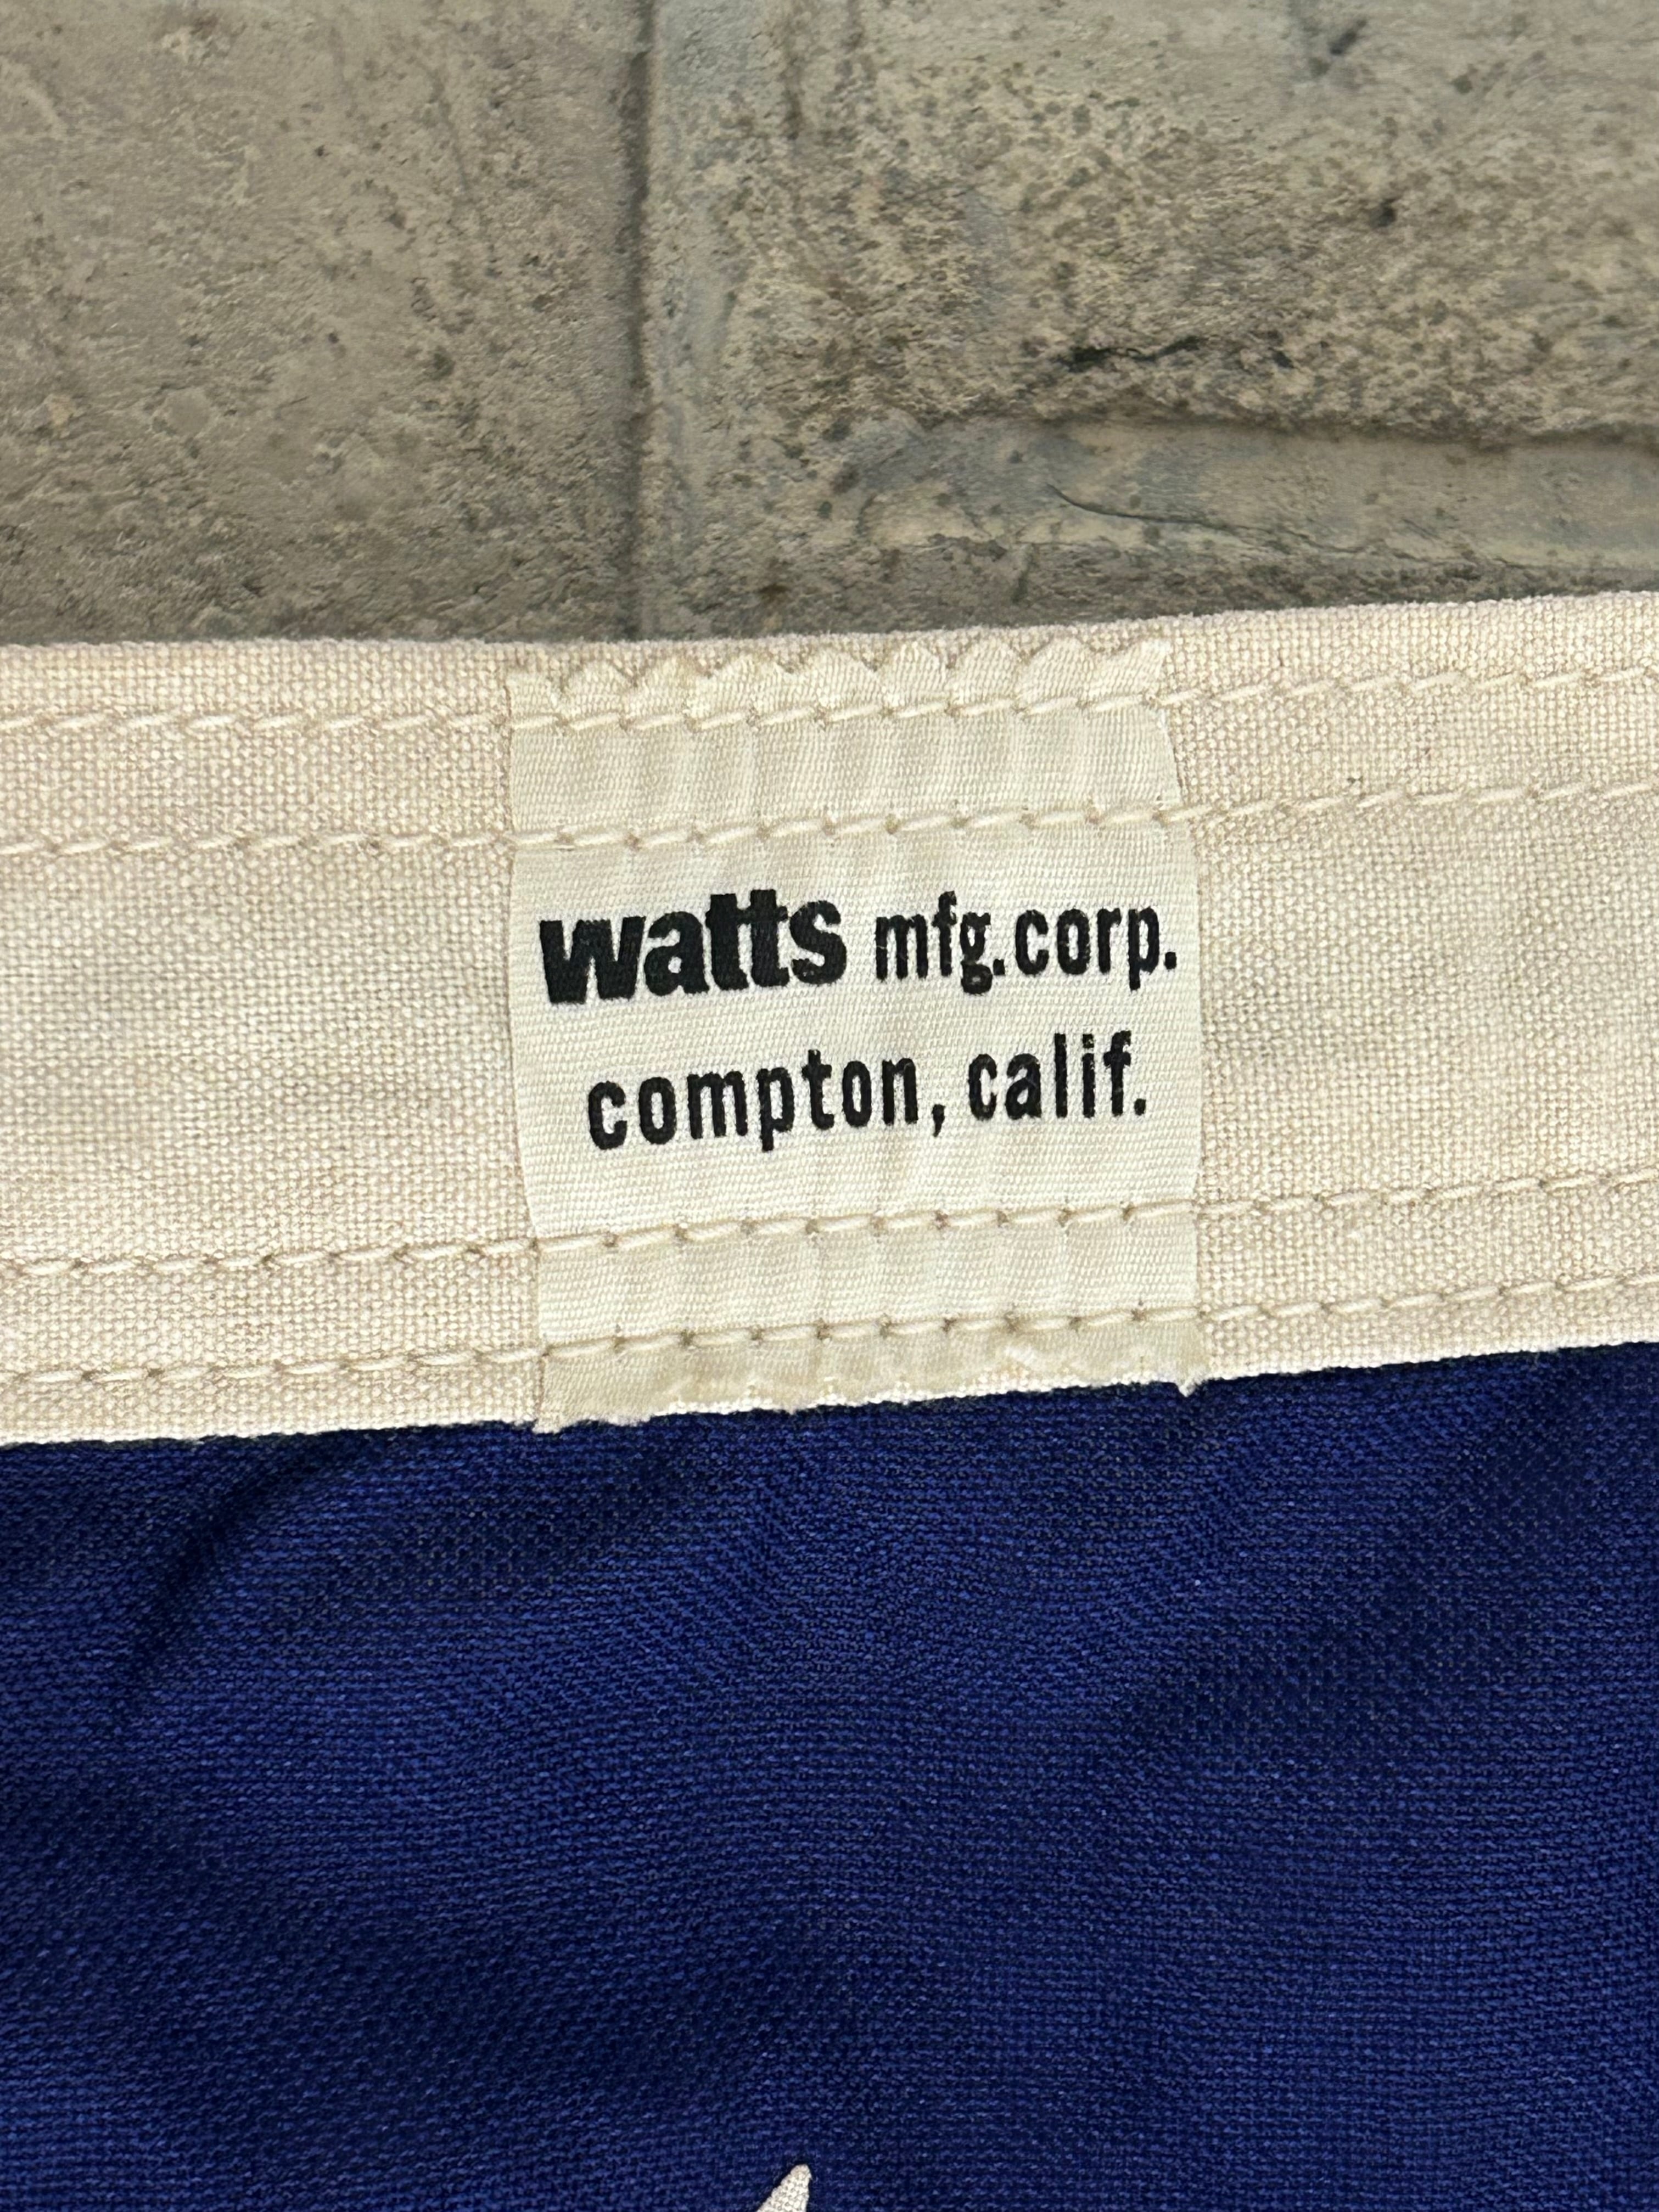 watts mfg.corp.
compton, calif.